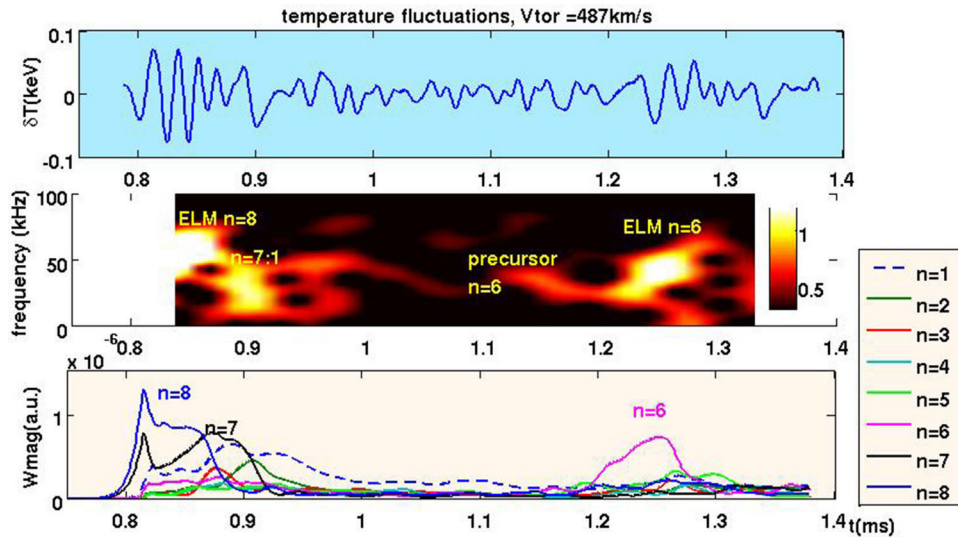 temperature fluctuations, Vtor =487km/s
0.1
0
-0.1
δT(keV)
0.8 0.9 1 1.1 1.2 1.3 1.4
100
50
0
frequency (kHz)
ELM n=8
n=7:1
precursor
n=6
ELM n=6
1
0.5
0.8 0.9 1 1.1 1.2 1.3 1.4
x 10
-6
1
0
Wmag(a.u.)
n=8
n=7
n=6
0.8 0.9 1 1.1 1.2 1.3 1.4
t(ms)
n=1
n=2
n=3
n=4
n=5
n=6
n=7
n=8